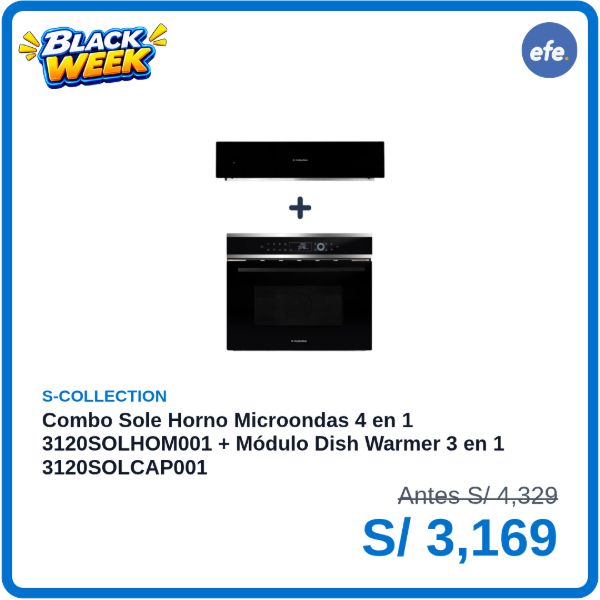 BLACK
WEEK
efe.
S-COLLECTION
Combo Sole Horno Microondas 4 en 1
3120SOLHOM001 + Módulo Dish Warmer 3 en 1
3120SOLCAP001
Antes S/ 4,329
S/ 3,169